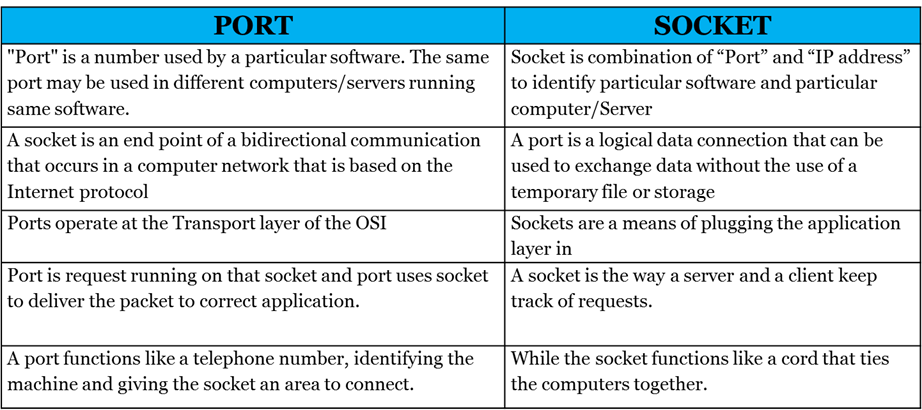 PORT
SOCKET
"Port" is a number used by a particular software. The same
port may be used in different computers/servers running
same software.
Socket is combination of “Port” and “IP address”
to identify particular software and particular
computer/Server
A socket is an end point of a bidirectional communication
that occurs in a computer network that is based on the
Internet protocol
A port is a logical data connection that can be
used to exchange data without the use of a
temporary file or storage
Ports operate at the Transport layer of the OSI
Sockets are a means of plugging the application
layer in
Port is request running on that socket and port uses socket
to deliver the packet to correct application.
A socket is the way a server and a client keep
track of requests.
A port functions like a telephone number, identifying the
machine and giving the socket an area to connect.
While the socket functions like a cord that ties
the computers together.